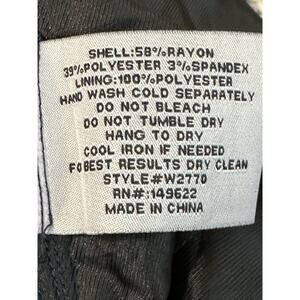 SHELL:58%RAYON
39%POLYESTER 3%SPANDEX
LINING:100%POLYESTER
HAND WASH COLD SEPARATELY
DO NOT BLEACH
DO NOT TUMBLE DRY
HANG TO DRY
COOL IRON IF NEEDED
FOBEST RESULTS DRY CLEAN
STYLE#W2770
RN#:149622
MADE IN CHINA